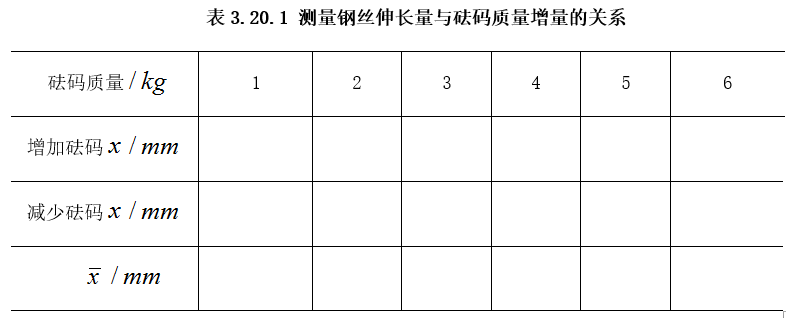 表 3.20.1 测量钢丝伸长量与砝码质量增量的关系
砝码质量 / kg 1 2 3 4 5 6
增加砝码 x / mm
减少砝码 x / mm
x̄ / mm